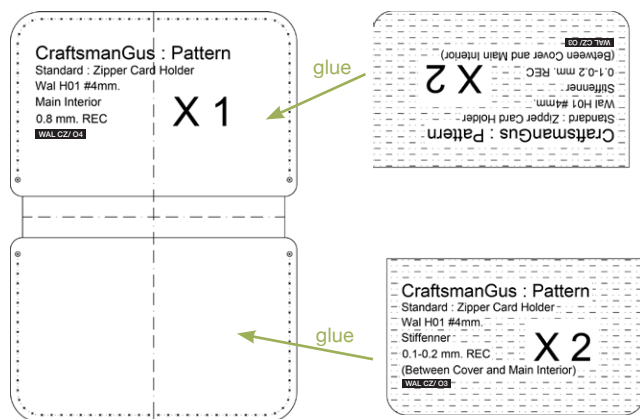 CraftsmanGus : Pattern
Standard : Zipper Card Holder
Wal H01 #4mm.
Main Interior
0.8 mm. REC
WAL CZ/ O4
X 1
glue
CraftsmanGus : Pattern
Standard : Zipper Card Holder
Wal H01 #4mm.
Stiffenner
0.1-0.2 mm. REC
(Between Cover and Main Interior)
WAL CZ/ O3
X 2
glue
CraftsmanGus : Pattern
Standard : Zipper Card Holder
Wal H01 #4mm.
Stiffenner
0.1-0.2 mm. REC
(Between Cover and Main Interior)
WAL CZ/ O3
X 2